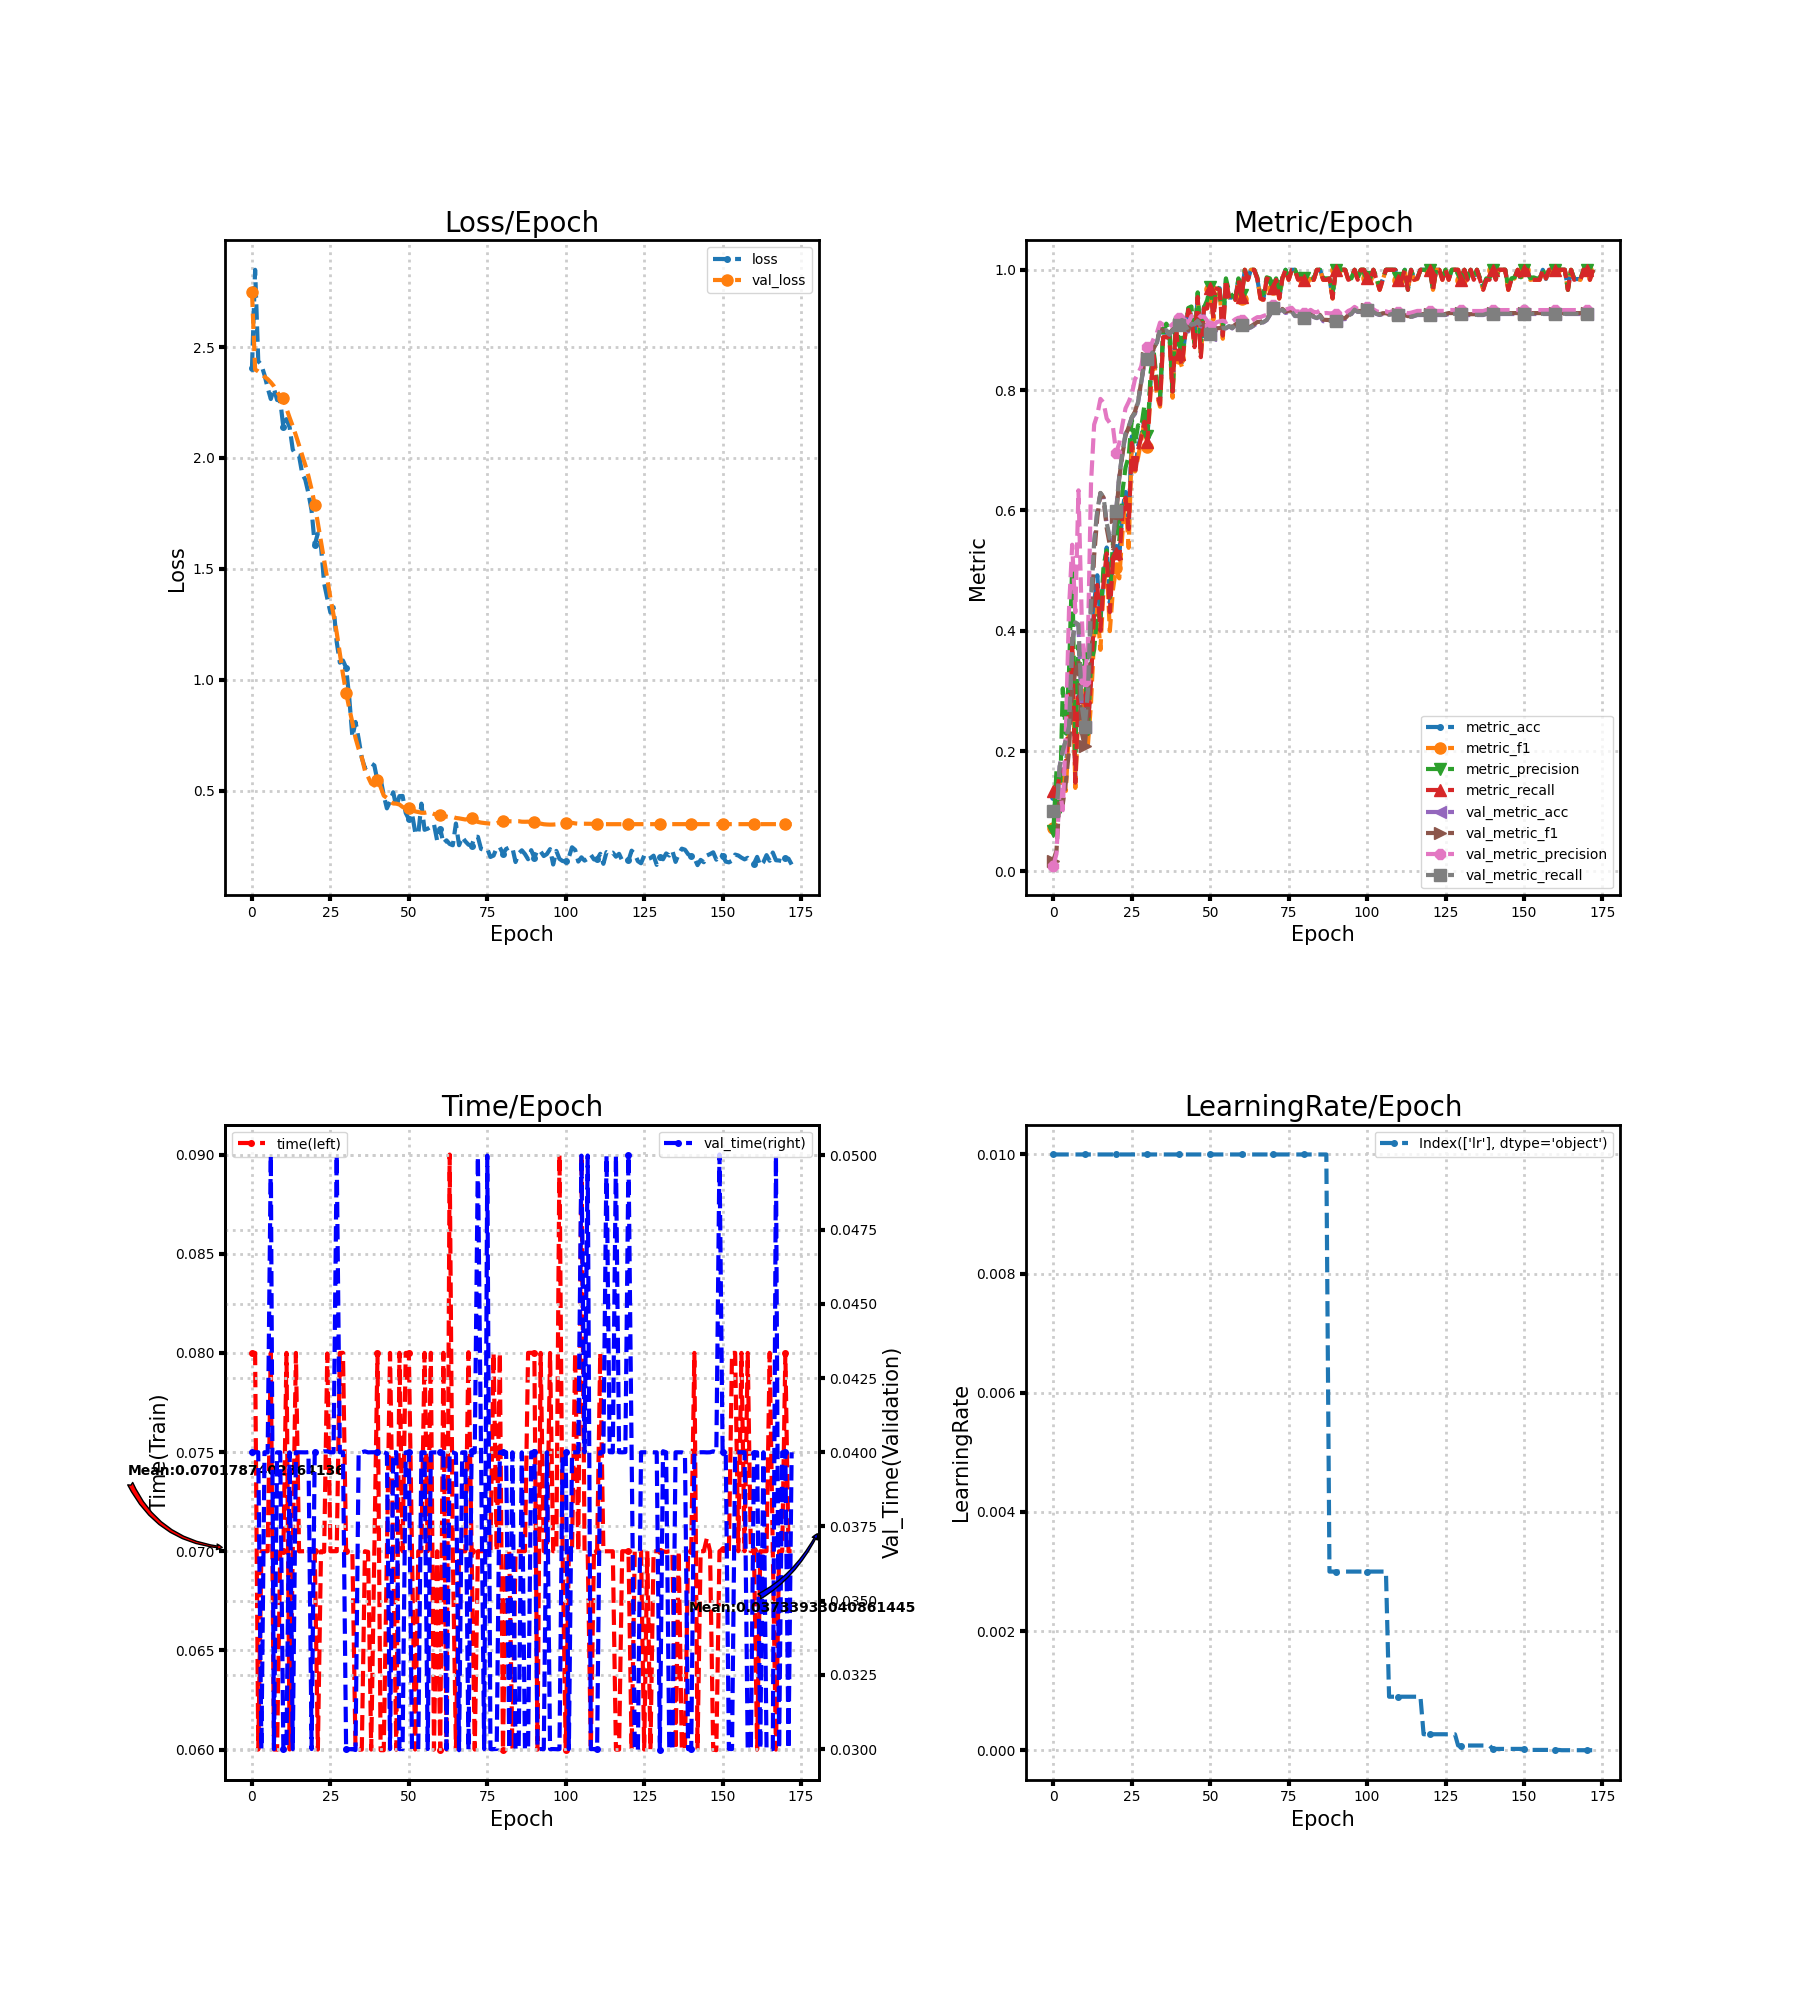 Loss/Epoch
loss
val_loss
2.5
2.0
1.5
1.0
0.5
Loss
0 25 50 75 100 125 150 175
Epoch
Metric/Epoch
1.0
0.8
0.6
0.4
0.2
0.0
Metric
metric_acc
metric_f1
metric_precision
metric_recall
val_metric_acc
val_metric_f1
val_metric_precision
val_metric_recall
0 25 50 75 100 125 150 175
Epoch
Time/Epoch
time(left)
val_time(right)
0.090
0.085
0.080
0.075
0.070
0.065
0.060
Time(Train)
0.0500
0.0475
0.0450
0.0425
0.0400
0.0375
0.0350
0.0325
0.0300
Val_Time(Validation)
0 25 50 75 100 125 150 175
Epoch
LearningRate/Epoch
Index(['lr'], dtype='object')
0.010
0.008
0.006
0.004
0.002
0.000
LearningRate
0 25 50 75 100 125 150 175
Epoch